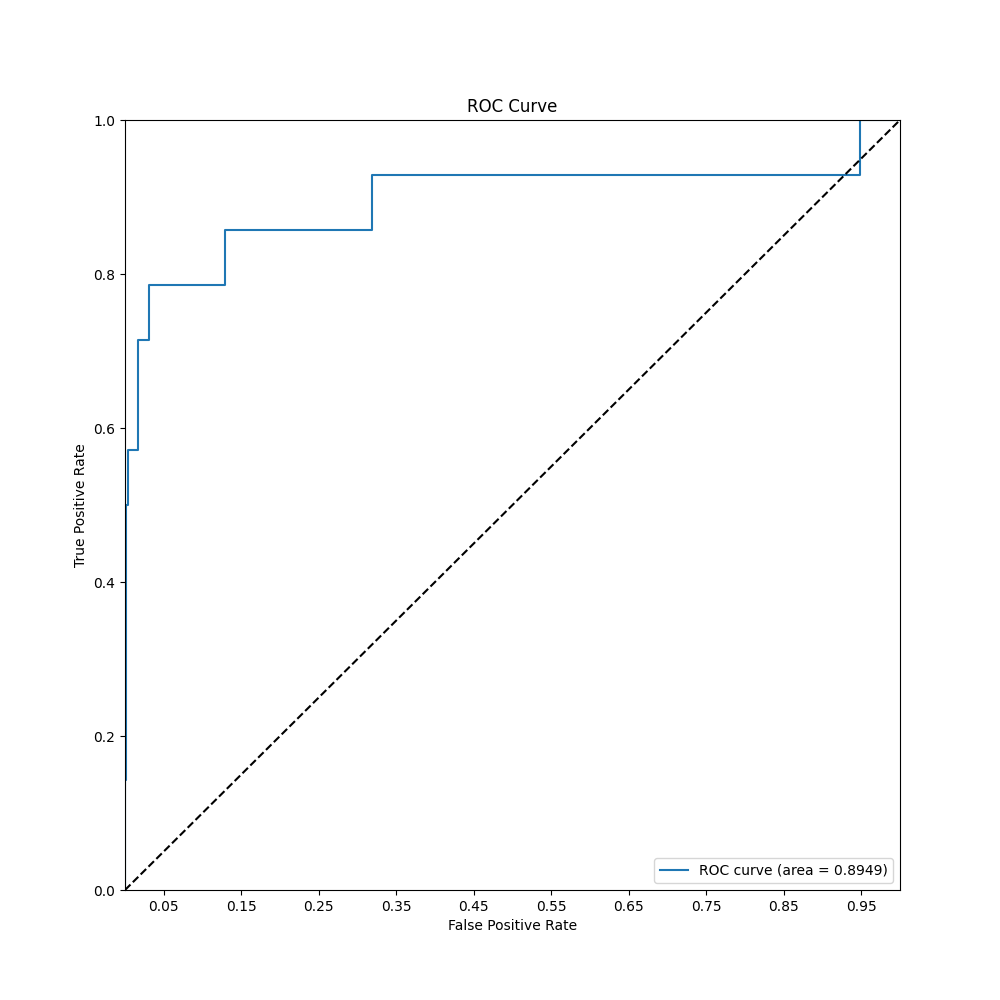 ROC Curve
1.0
0.8
0.6
0.4
0.2
0.0
True Positive Rate
ROC curve (area = 0.8949)
0.05 0.15 0.25 0.35 0.45 0.55 0.65 0.75 0.85 0.95
False Positive Rate